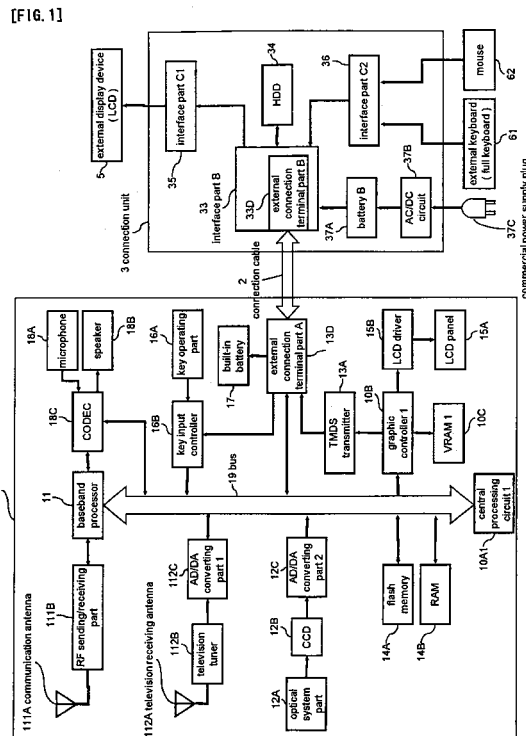 [FIG. 1]
111A communication antenna
111B
RF sending/receiving
part
11
baseband
processor
18C
CODEC
18A
microphone
speaker
18B
16A
key operating
part
16B
key input
controller
112A television receiving antenna
112B
television
tuner
112C
AD/DA
converting
part 1
19 bus
12A
optical
system
part
12B
CCD
12C
AD/DA
converting
part 2
17
built-in
battery
external
connection
terminal part A
13D
13A
TMDS
transmitter
10B
graphic
controller 1
15B
LCD driver
LCD panel
15A
VRAM 1
10C
14A
flash
memory
14B
RAM
central
processing
circuit 1
10A1
2
connection cable
3 connection unit
5
external display device
( LCD )
35
interface part C1
34
HDD
33
interface part B
33D
external
connection
terminal part B
36
interface part C2
37A
battery B
37B
AC/DC
circuit
37C
commercial power supply plug
mouse
62
external keyboard
( full keyboard )
61